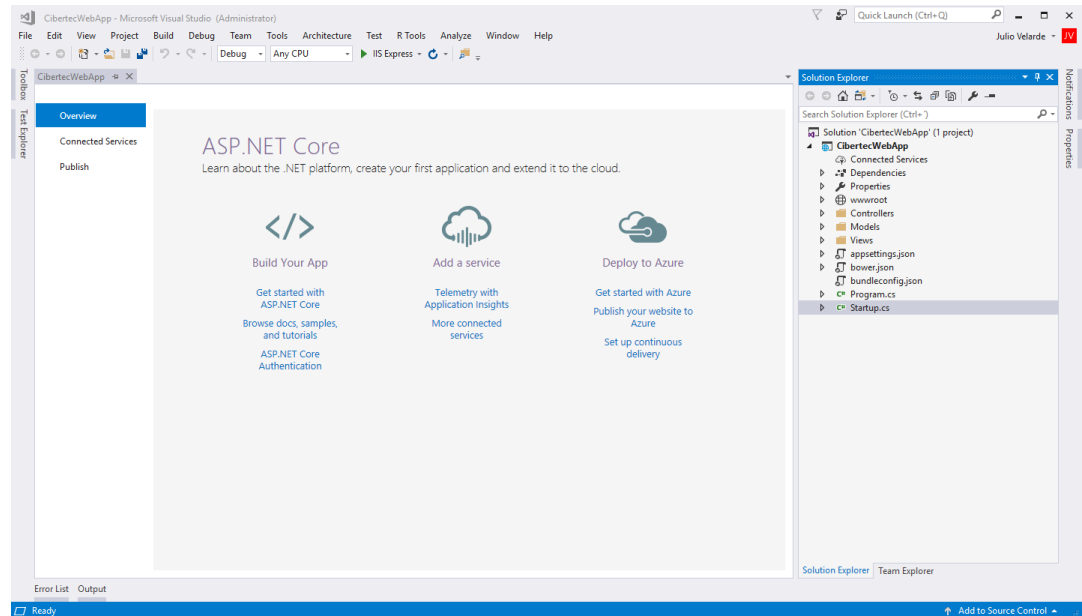 CibertecWebApp - Microsoft Visual Studio (Administrator)
Quick Launch (Ctrl+Q)
File Edit View Project Build Debug Team Tools Architecture Test R Tools Analyze Window Help
Julio Velarde JV
Debug Any CPU IIS Express
Toolbox
Test Explorer
CibertecWebApp
Overview
Connected Services
Publish
ASP.NET Core
Learn about the .NET platform, create your first application and extend it to the cloud.
</>
Build Your App
Get started with
ASP.NET Core
Browse docs, samples,
and tutorials
ASP.NET Core
Authentication
Add a service
Telemetry with
Application Insights
More connected
services
Deploy to Azure
Get started with Azure
Publish your website to
Azure
Set up continuous
delivery
Solution Explorer
Search Solution Explorer (Ctrl+´)
Solution 'CibertecWebApp' (1 project)
CibertecWebApp
Connected Services
Dependencies
Properties
wwwroot
Controllers
Models
Views
appsettings.json
bower.json
bundleconfig.json
C# Program.cs
C# Startup.cs
Solution Explorer Team Explorer
Notifications
Properties
Error List Output
Ready
Add to Source Control